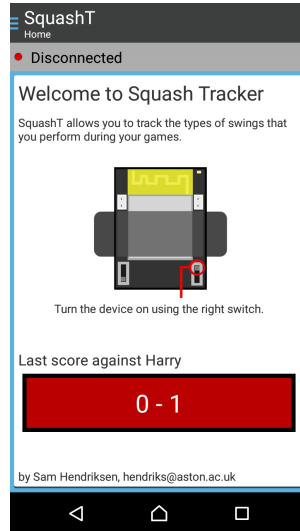 SquashT
Home
Disconnected
Welcome to Squash Tracker
SquashT allows you to track the types of swings that
you perform during your games.
Turn the device on using the right switch.
Last score against Harry
0 - 1
by Sam Hendriksen, hendriks@aston.ac.uk